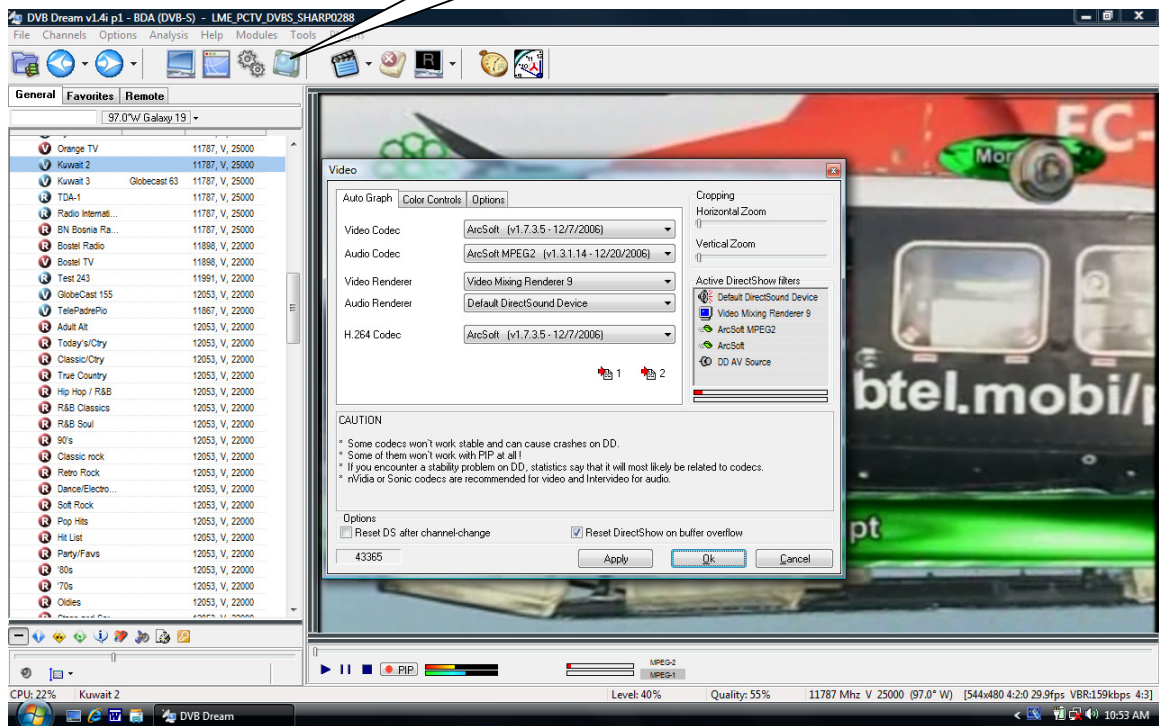 DVB Dream v1.4i p1 - BDA (DVB-S) - LME_PCTV_DVBS_SHARP0288
File Channels Options Analysis Help Modules Tools
General Favorites Remote
97.0"W Galaxy 19
Orange TV 11787, V, 25000
Kuwait 2 11787, V, 25000
Kuwait 3 Globecast 63 11787, V, 25000
TDA-1 11787, V, 25000
Radio Internati... 11787, V, 25000
BN Bosnia Ra... 11787, V, 25000
Bostel Radio 11898, V, 22000
Bostel TV 11898, V, 22000
Test 243 11991, V, 22000
GlobeCast 155 12053, V, 22000
TelePadrePio 11867, V, 22000
Adult Alt 12053, V, 22000
Today's/Ctry 12053, V, 22000
Classic/Ctry 12053, V, 22000
True Country 12053, V, 22000
Hip Hop / R&B 12053, V, 22000
R&B Classics 12053, V, 22000
R&B Soul 12053, V, 22000
90's 12053, V, 22000
Classic rock 12053, V, 22000
Retro Rock 12053, V, 22000
Dance/Electro... 12053, V, 22000
Soft Rock 12053, V, 22000
Pop Hits 12053, V, 22000
Hit List 12053, V, 22000
Party/Favs 12053, V, 22000
'80s 12053, V, 22000
'70s 12053, V, 22000
Oldies 12053, V, 22000
EC-
Mor
btel.mobi/p
pt
Video
Auto Graph Color Controls Options
Video Codec ArcSoft (v1.7.3.5 - 12/7/2006)
Audio Codec ArcSoft MPEG2 (v1.3.1.14 - 12/20/2006)
Video Renderer Video Mixing Renderer 9
Audio Renderer Default DirectSound Device
H.264 Codec ArcSoft (v1.7.3.5 - 12/7/2006)
1 2
Cropping
Horizontal Zoom
Vertical Zoom
Active DirectShow filters
Default DirectSound Device
Video Mixing Renderer 9
ArcSoft MPEG2
ArcSoft
DD AV Source
CAUTION
* Some codecs won't work stable and can cause crashes on DD.
* Some of them won't work with PIP at all !
* If you encounter a stability problem on DD, statistics say that it will most likely be related to codecs.
* nVidia or Sonic codecs are recommended for video and Intervideo for audio.
Options
Reset DS after channel-change Reset DirectShow on buffer overflow
43365 Apply Ok Cancel
PIP
MPEG-2
MPEG-1
CPU: 22% Kuwait 2 Level: 40% Quality: 55% 11787 Mhz V 25000 (97.0° W) [544x480 4:2:0 29.9fps VBR:159kbps 4:3]
DVB Dream 10:53 AM